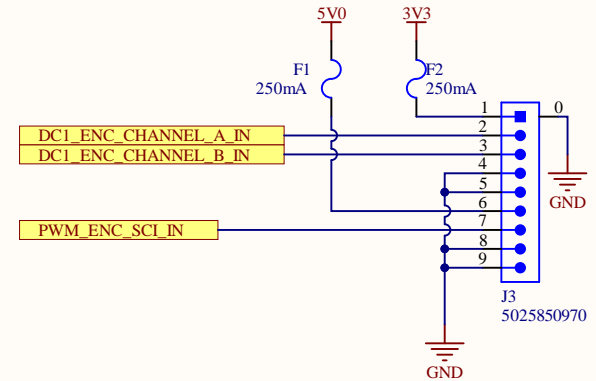 5V0
3V3
F1
250mA
F2
250mA
1
0
DC1_ENC_CHANNEL_A_IN
2
DC1_ENC_CHANNEL_B_IN
3
4
5
GND
6
PWM_ENC_SCI_IN
7
8
9
J3
5025850970
GND